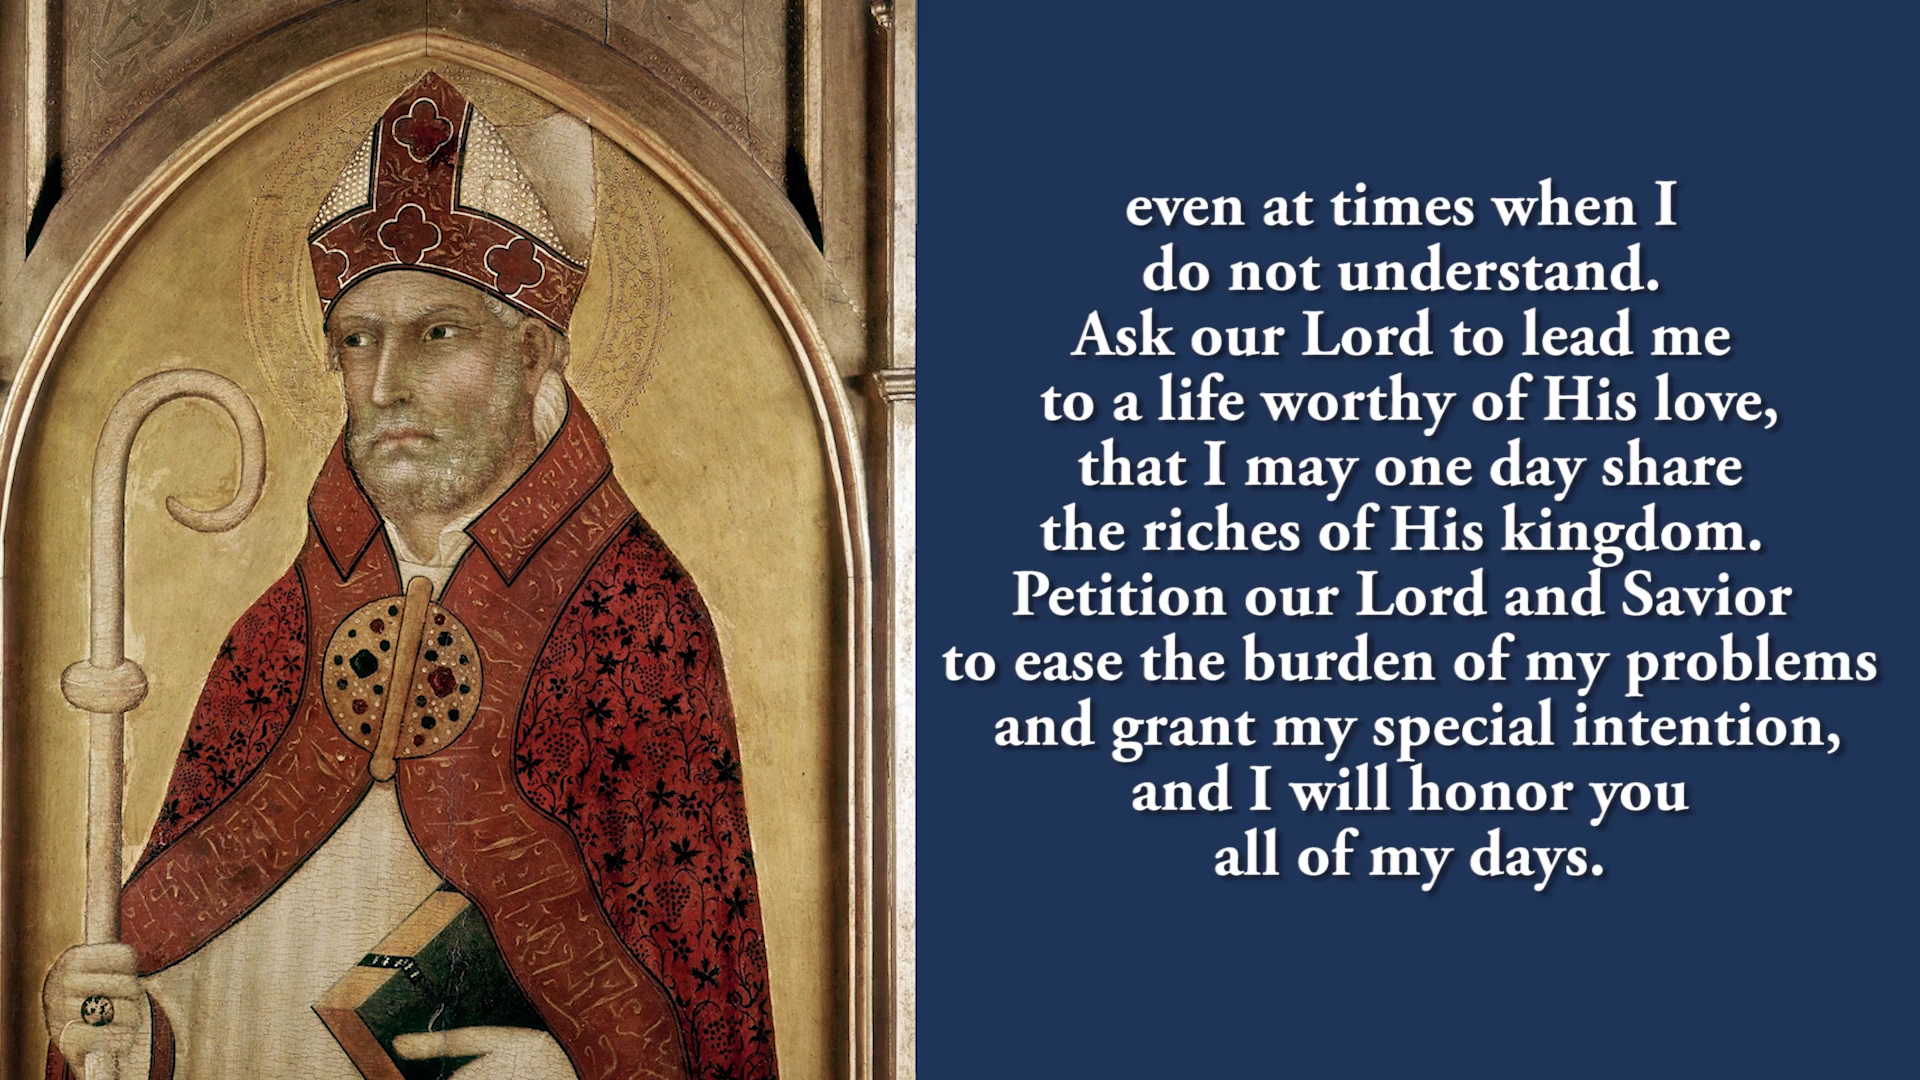 even at times when I
do not understand.
Ask our Lord to lead me
to a life worthy of His love,
that I may one day share
the riches of His kingdom.
Petition our Lord and Savior
to ease the burden of my problems
and grant my special intention,
and I will honor you
all of my days.